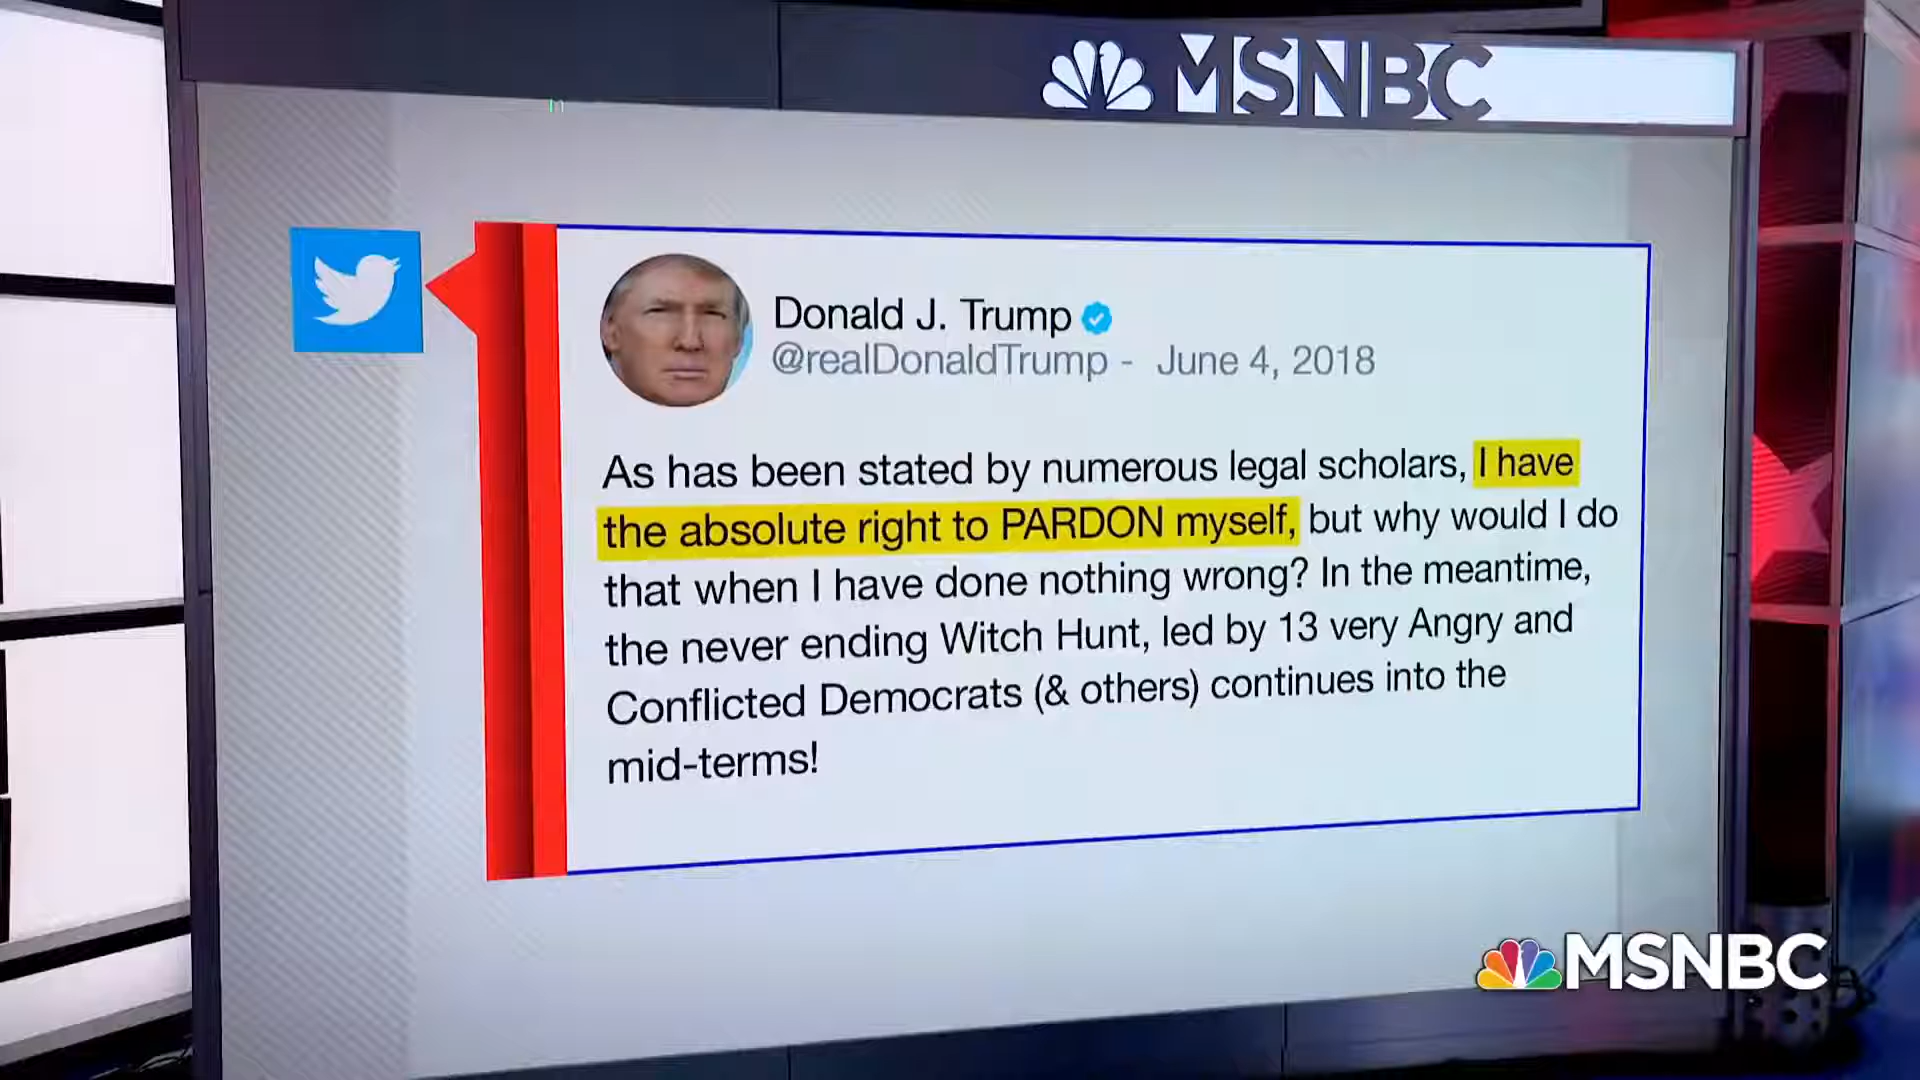 MSNBC
Donald J. Trump
@realDonaldTrump - June 4, 2018
As has been stated by numerous legal scholars, I have
the absolute right to PARDON myself, but why would I do
that when I have done nothing wrong? In the meantime,
the never ending Witch Hunt, led by 13 very Angry and
Conflicted Democrats (& others) continues into the
mid-terms!
MSNBC